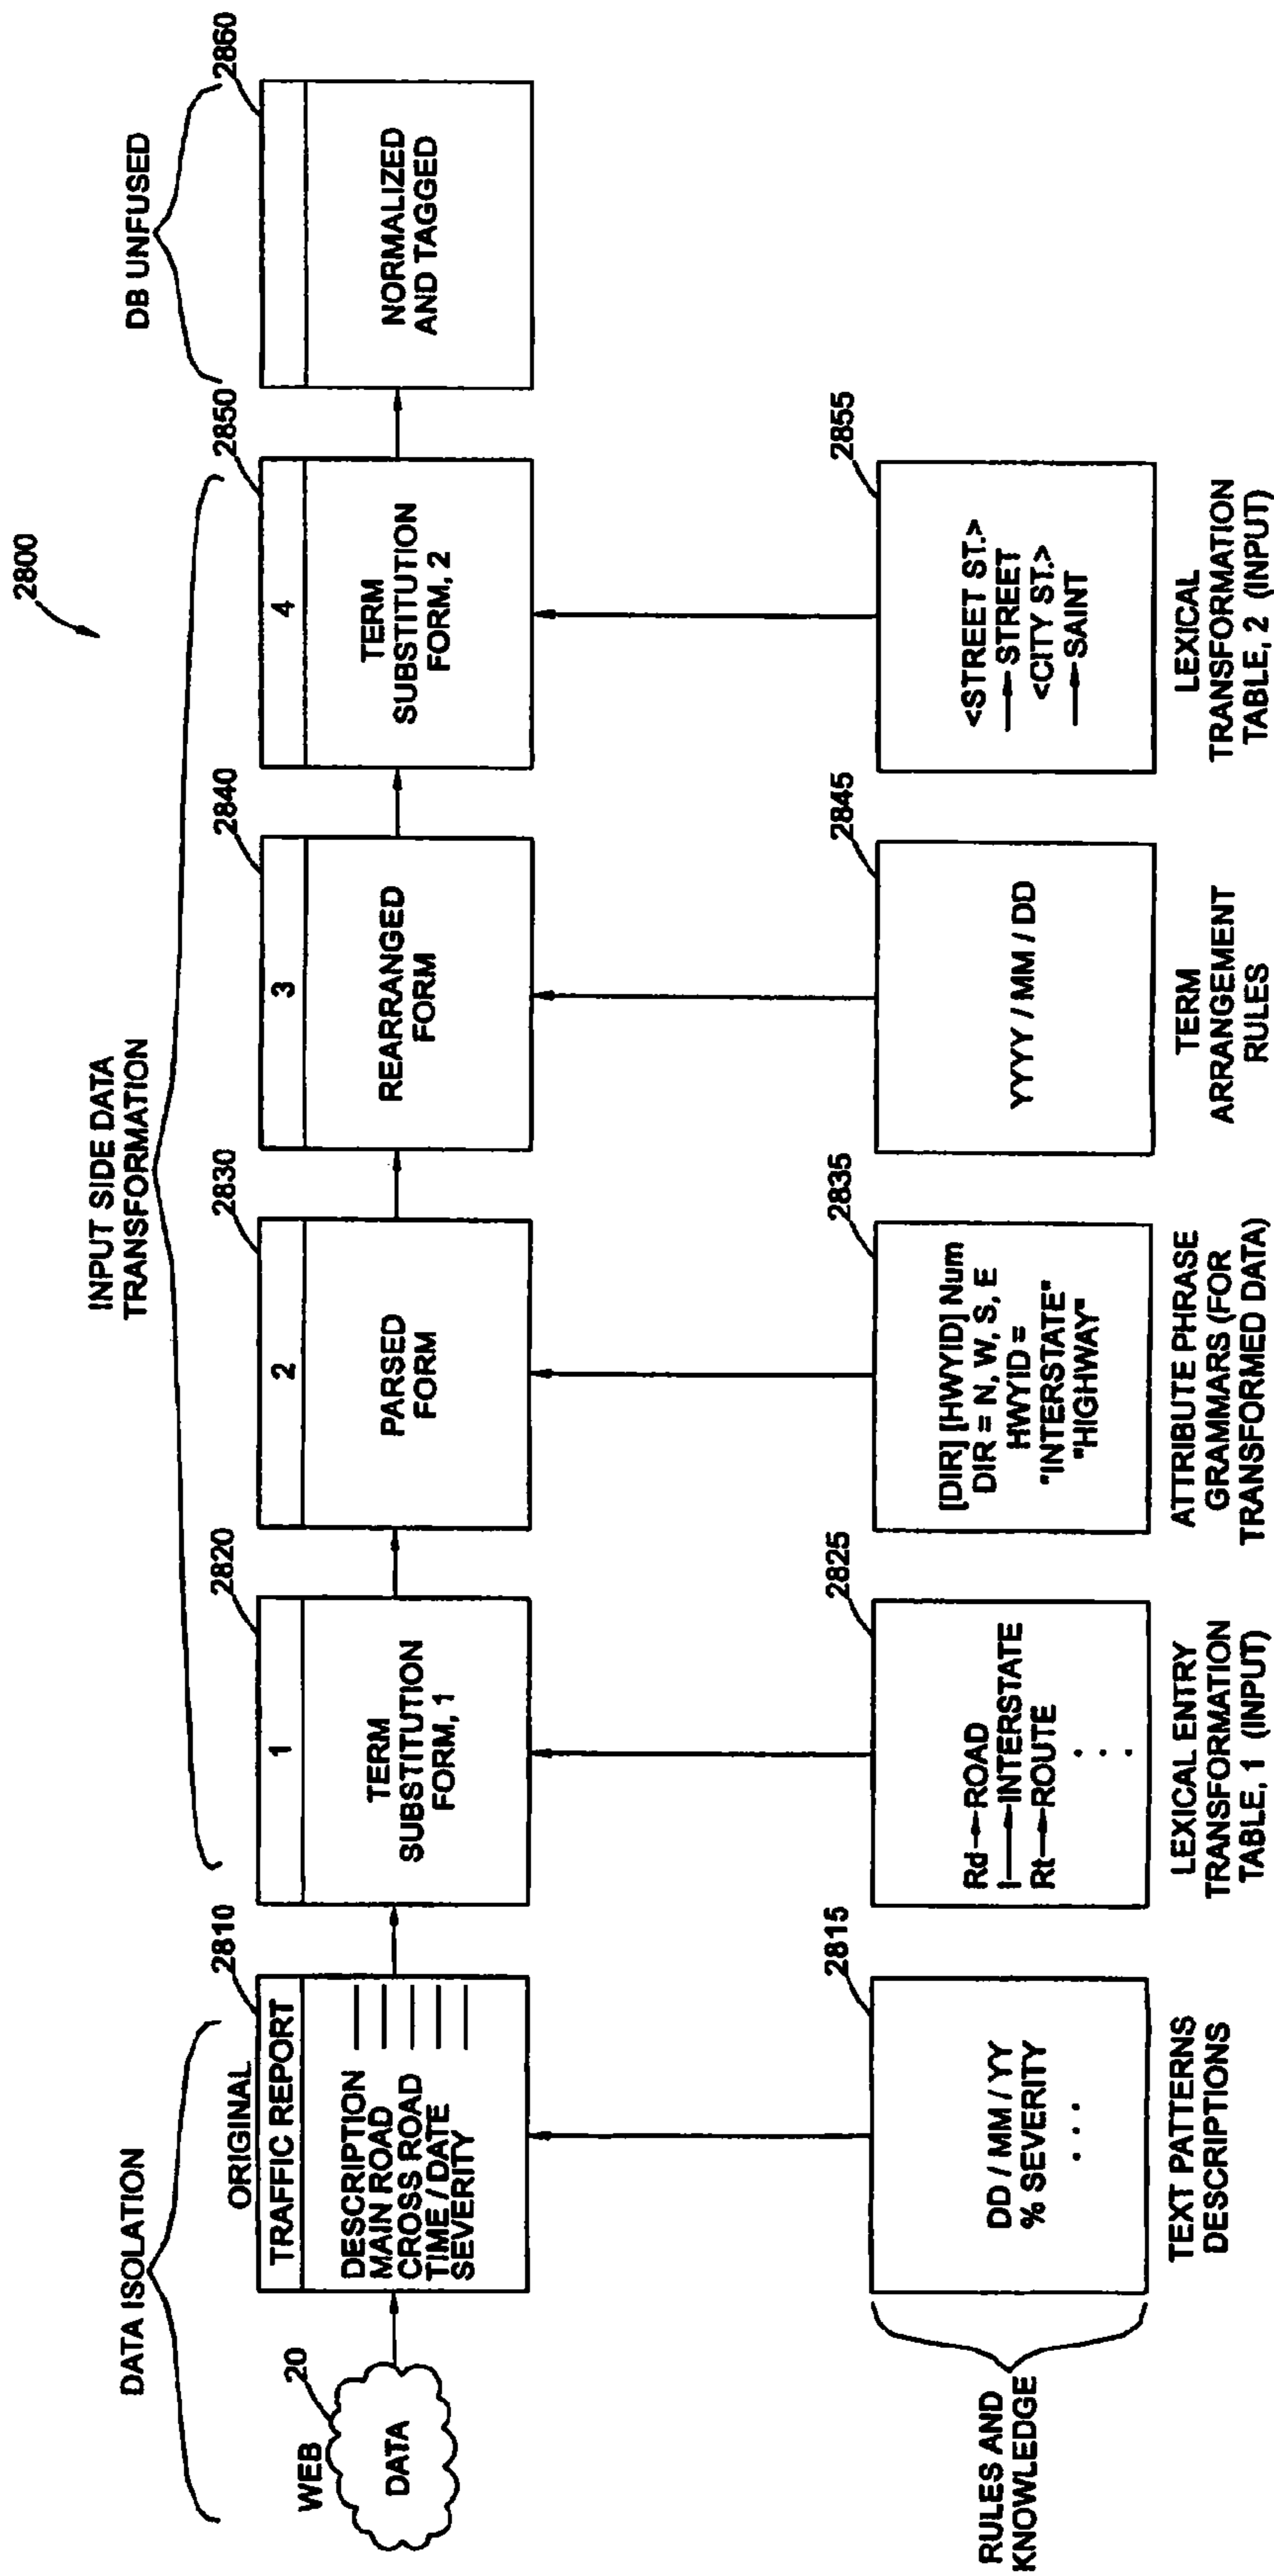 2800
DATA ISOLATION
INPUT SIDE DATA
TRANSFORMATION
DB UNFUSED
WEB
20
DATA
ORIGINAL
2810
TRAFFIC REPORT
DESCRIPTION
MAIN ROAD
CROSS ROAD
TIME / DATE
SEVERITY
2820
1
TERM
SUBSTITUTION
FORM, 1
2830
2
PARSED
FORM
2840
3
REARRANGED
FORM
2850
4
TERM
SUBSTITUTION
FORM, 2
2860
NORMALIZED
AND TAGGED
RULES AND
KNOWLEDGE
2815
DD / MM / YY
% SEVERITY
. . .
TEXT PATTERNS
DESCRIPTIONS
2825
Rd→ROAD
I→INTERSTATE
Rt→ROUTE
. . .
LEXICAL ENTRY
TRANSFORMATION
TABLE, 1 (INPUT)
2835
[DIR] [HWYID] Num
DIR = N, W, S, E
HWYID =
"INTERSTATE"
"HIGHWAY"
ATTRIBUTE PHRASE
GRAMMARS (FOR
TRANSFORMED DATA)
2845
YYYY / MM / DD
TERM
ARRANGEMENT
RULES
2855
<STREET ST.>
→STREET
<CITY ST.>
→SAINT
LEXICAL
TRANSFORMATION
TABLE, 2 (INPUT)